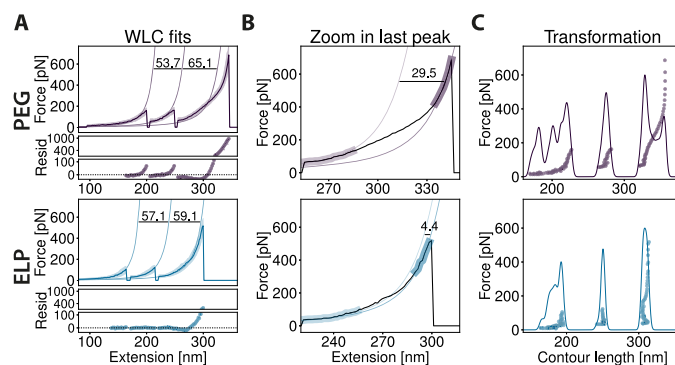 A
B
C
WLC fits
Zoom in last peak
Transformation
PEG
Force [pN]
600
400
200
0
53.7
65.1
Resid
1000
400
100
0
100
200
300
Force [pN]
600
400
200
0
29.5
270
300
330
Force [pN]
600
400
200
0
200
300
ELP
Force [pN]
600
400
200
0
57.1
59.1
Resid
1000
400
100
0
100
200
300
Extension [nm]
Force [pN]
600
400
200
0
4.4
240
270
300
Extension [nm]
Force [pN]
600
400
200
0
200
300
Contour length [nm]